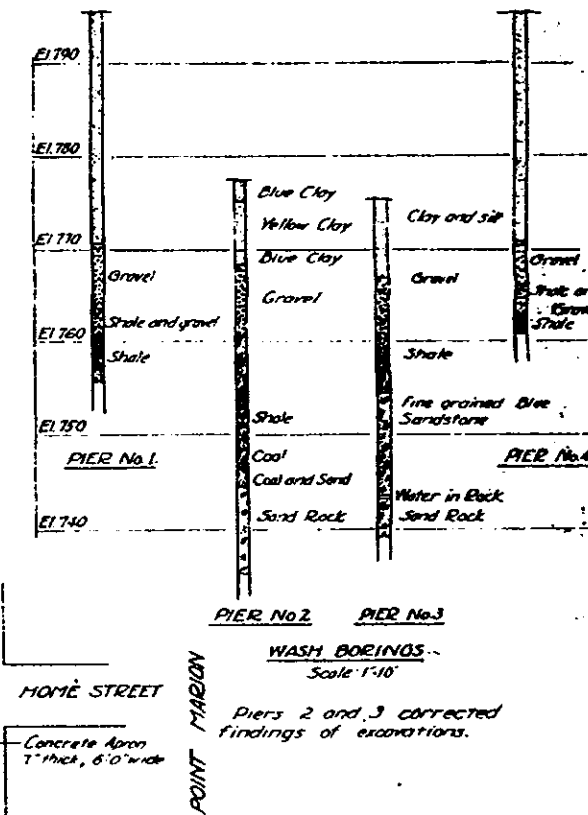 El.790
El.780
El.770
El.760
El.750
El.740
Gravel
Shale and gravel
Shale
PIER No.1.
Blue Clay
Yellow Clay
Blue Clay
Gravel
Shale
Coal
Coal and Sand
Sand Rock
PIER No.2
Clay and silt
Gravel
Shale
Fine grained Blue
Sandstone
Water in Rock
Sand Rock
PIER No.3
Gravel
Shale
PIER No.4
WASH BORINGS
Scale 1"-10'
Piers 2 and 3 corrected
findings of excavations.
HOME STREET
Concrete Apron
7" thick, 6'0" wide
POINT MARION